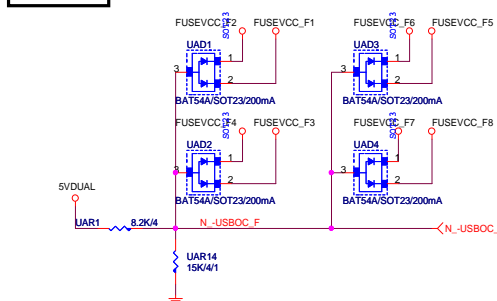 FUSEVCC_F2 FUSEVCC_F1 FUSEVCC_F6 FUSEVCC_F5
SOT23 SOT23
UAD1 UAD3
1 1
3 3
2 2
BAT54A/SOT23/200mA BAT54A/SOT23/200mA
FUSEVCC_F4 FUSEVCC_F3 FUSEVCC_F7 FUSEVCC_F8
SOT23 SOT23
UAD2 UAD4
1 1
3 3
2 2
BAT54A/SOT23/200mA BAT54A/SOT23/200mA
5VDUAL
UAR1 8.2K/4 N_-USBOC_F N_-USBOC_
UAR14
15K/4/1